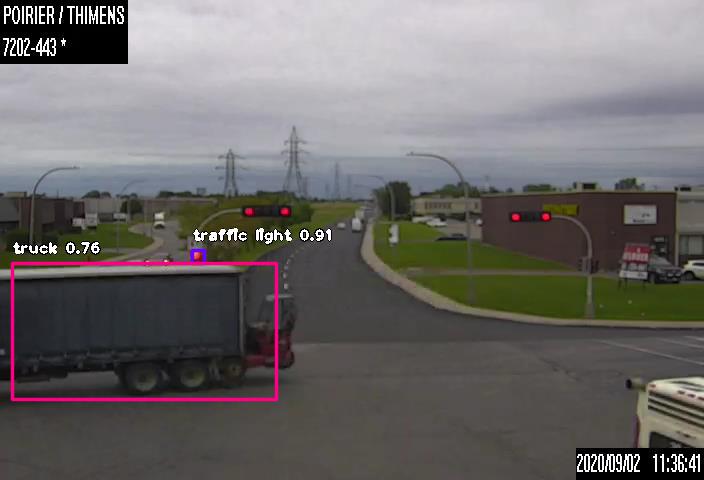 POIRIER / THIMENS
7202-443 *
traffic light 0.91
truck 0.76
2020/09/02 11:36:41